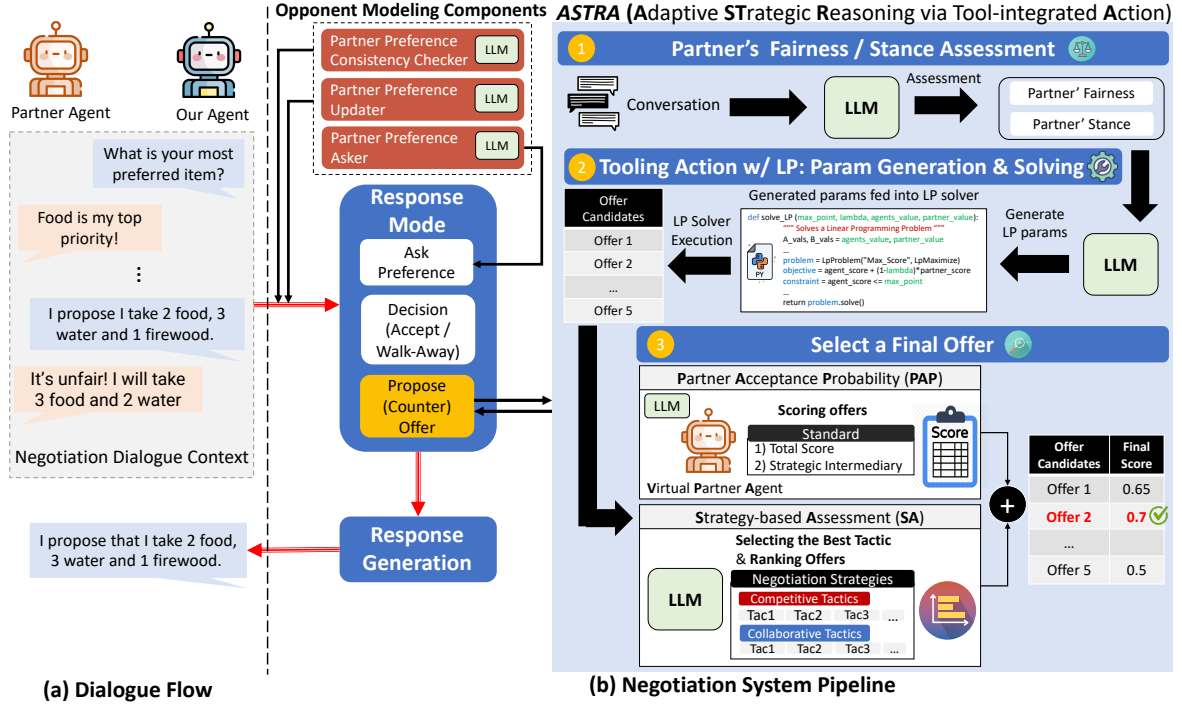 Opponent Modeling Components
Partner Preference
Consistency Checker
LLM
Partner Preference
Updater
LLM
Partner Preference
Asker
LLM
Partner Agent
Our Agent
What is your most
preferred item?
Food is my top
priority!
⋮
I propose I take 2 food, 3
water and 1 firewood.
It's unfair! I will take
3 food and 2 water
Negotiation Dialogue Context
Response
Mode
Ask
Preference
Decision
(Accept /
Walk-Away)
Propose
(Counter)
Offer
Response
Generation
I propose that I take 2 food,
3 water and 1 firewood.
(a) Dialogue Flow
ASTRA (Adaptive STrategic Reasoning via Tool-integrated Action)
1
Partner's Fairness / Stance Assessment
Conversation
LLM
Assessment
Partner' Fairness
Partner' Stance
2
Tooling Action w/ LP: Param Generation & Solving
Offer
Candidates
Offer 1
Offer 2
...
Offer 5
LP Solver
Execution
Generated params fed into LP solver
PY
def solve_LP (max_point, lambda, agents_value, partner_value):
""" Solves a Linear Programming Problem """
A_vals, B_vals = agents_value, partner_value
...
problem = LpProblem("Max_Score", LpMaximize)
objective = agent_score + (1-lambda)*partner_score
constraint = agent_score <= max_point
...
return problem.solve()
Generate
LP params
LLM
3
Select a Final Offer
Partner Acceptance Probability (PAP)
LLM
Scoring offers
Standard
1) Total Score
2) Strategic Intermediary
Score
Virtual Partner Agent
Strategy-based Assessment (SA)
Selecting the Best Tactic
& Ranking Offers
LLM
Negotiation Strategies
Competitive Tactics
Tac1 Tac2 Tac3 ...
Collaborative Tactics
Tac1 Tac2 Tac3 ...
+
Offer
Candidates
Final
Score
Offer 1 0.65
Offer 2 0.7
...
Offer 5 0.5
(b) Negotiation System Pipeline